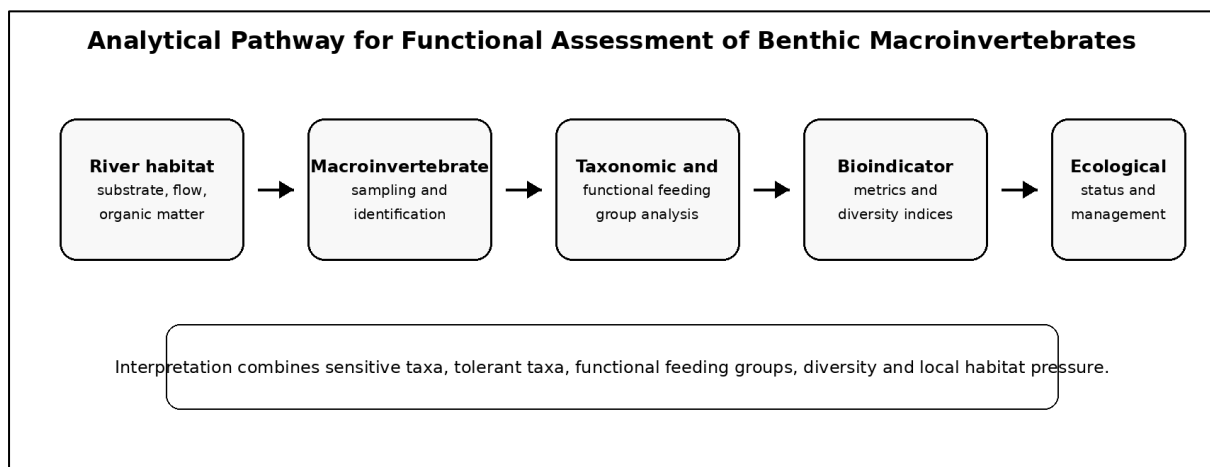 Analytical Pathway for Functional Assessment of Benthic Macroinvertebrates
River habitat
substrate, flow,
organic matter
Macroinvertebrate
sampling and
identification
Taxonomic and
functional feeding
group analysis
Bioindicator
metrics and
diversity indices
Ecological
status and
management
Interpretation combines sensitive taxa, tolerant taxa, functional feeding groups, diversity and local habitat pressure.